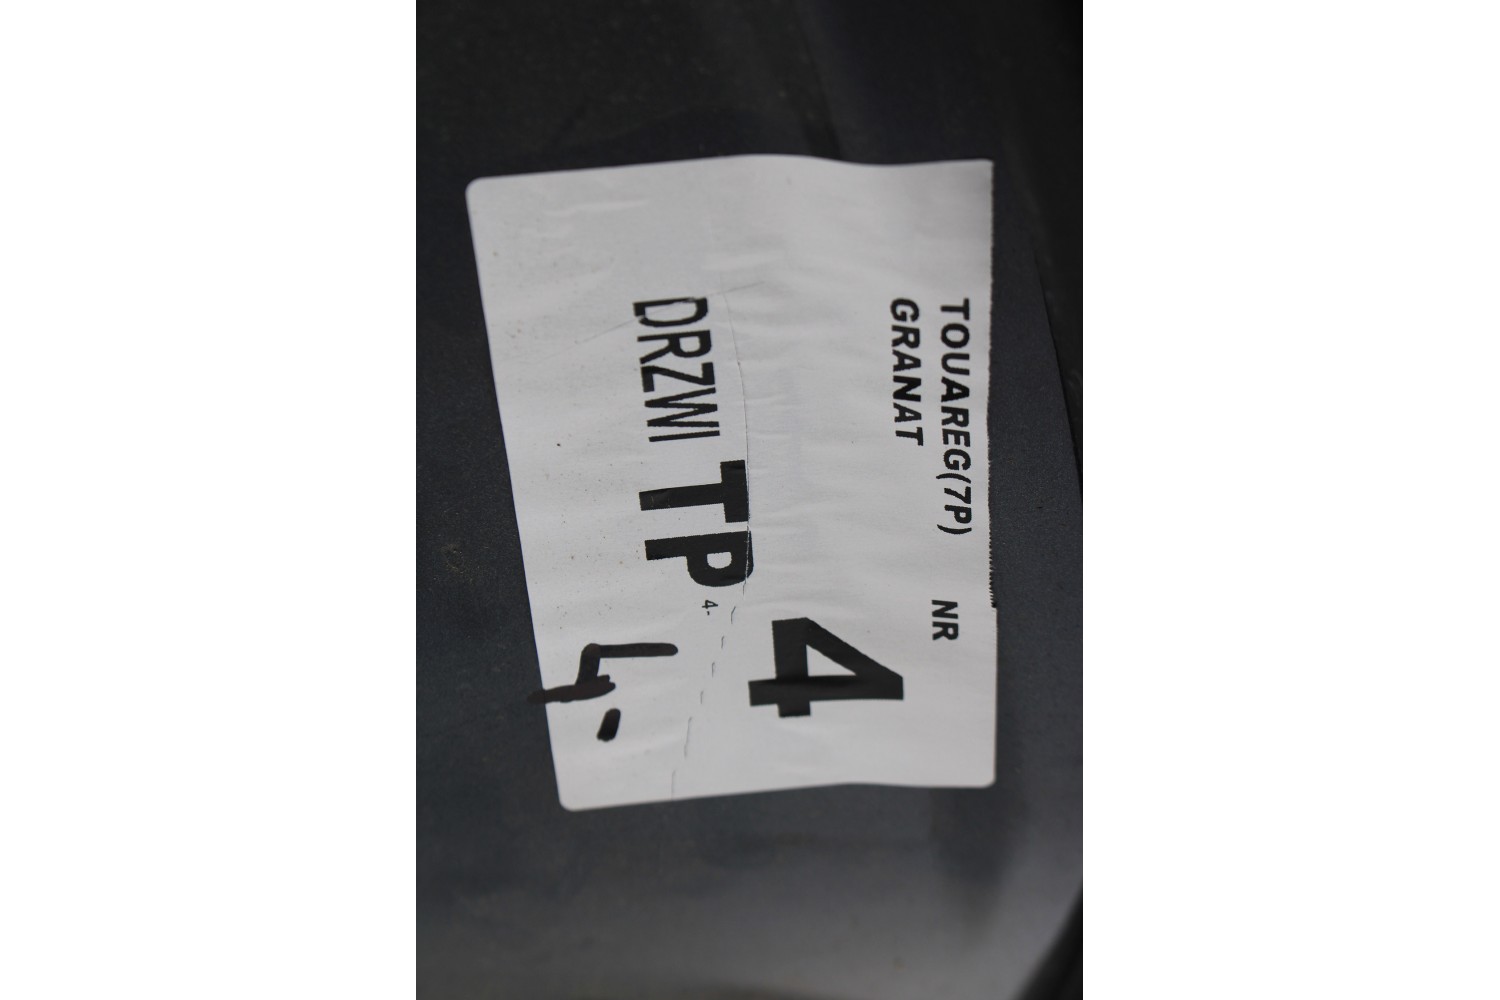 TOUAREG(7P) NR
GRANAT
4
DRZWI TP
4-
4-